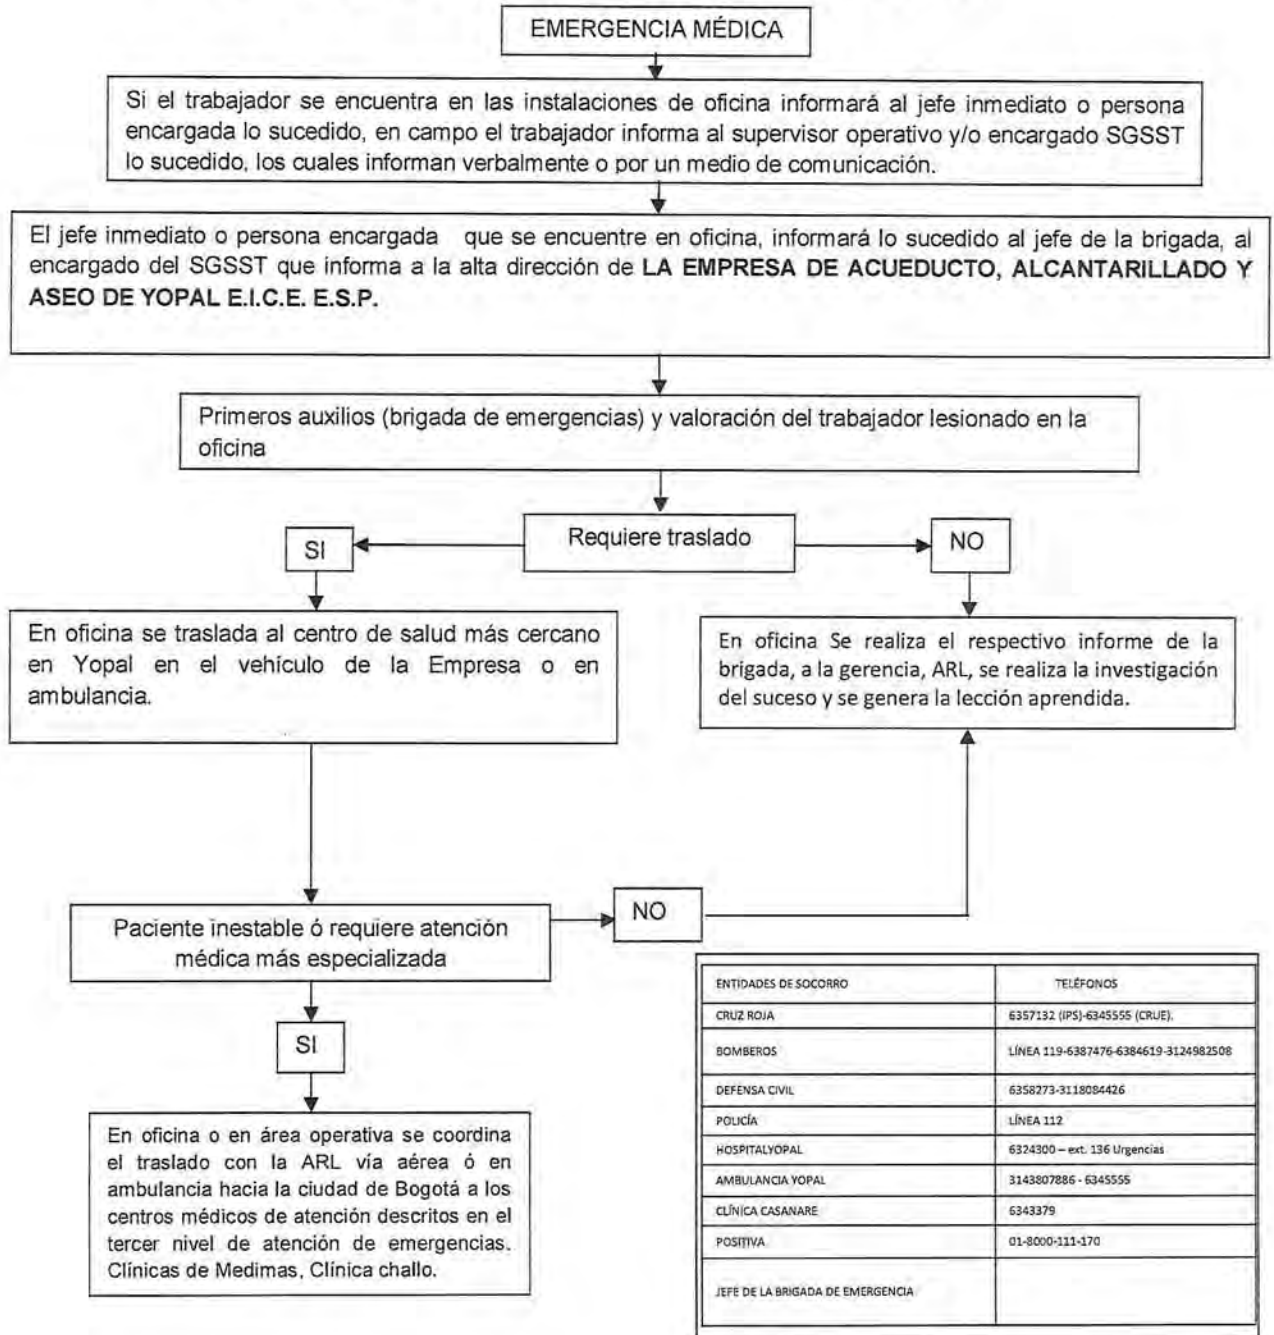 EMERGENCIA MÉDICA
Si el trabajador se encuentra en las instalaciones de oficina informará al jefe inmediato o persona
encargada lo sucedido, en campo el trabajador informa al supervisor operativo y/o encargado SGSST
lo sucedido, los cuales informan verbalmente o por un medio de comunicación.
El jefe inmediato o persona encargada que se encuentre en oficina, informará lo sucedido al jefe de la brigada, al
encargado del SGSST que informa a la alta dirección de LA EMPRESA DE ACUEDUCTO, ALCANTARILLADO Y
ASEO DE YOPAL E.I.C.E. E.S.P.
Primeros auxilios (brigada de emergencias) y valoración del trabajador lesionado en la
oficina
Requiere traslado
SI
NO
En oficina se traslada al centro de salud más cercano
en Yopal en el vehículo de la Empresa o en
ambulancia.
En oficina Se realiza el respectivo informe de la
brigada, a la gerencia, ARL, se realiza la investigación
del suceso y se genera la lección aprendida.
Paciente inestable ó requiere atención
médica más especializada
NO
SI
En oficina o en área operativa se coordina
el traslado con la ARL vía aérea ó en
ambulancia hacia la ciudad de Bogotá a los
centros médicos de atención descritos en el
tercer nivel de atención de emergencias.
Clínicas de Medimas, Clínica challo.
ENTIDADES DE SOCORRO TELÉFONOS
CRUZ ROJA 6357132 (IPS)-6345555 (CRUE).
BOMBEROS LÍNEA 119-6387476-6384619-3124982508
DEFENSA CIVIL 6358273-3118084426
POLICÍA LÍNEA 112
HOSPITALYOPAL 6324300 – ext. 136 Urgencias
AMBULANCIA YOPAL 3143807886 - 6345555
CLÍNICA CASANARE 6343379
POSITIVA 01-8000-111-170
JEFE DE LA BRIGADA DE EMERGENCIA